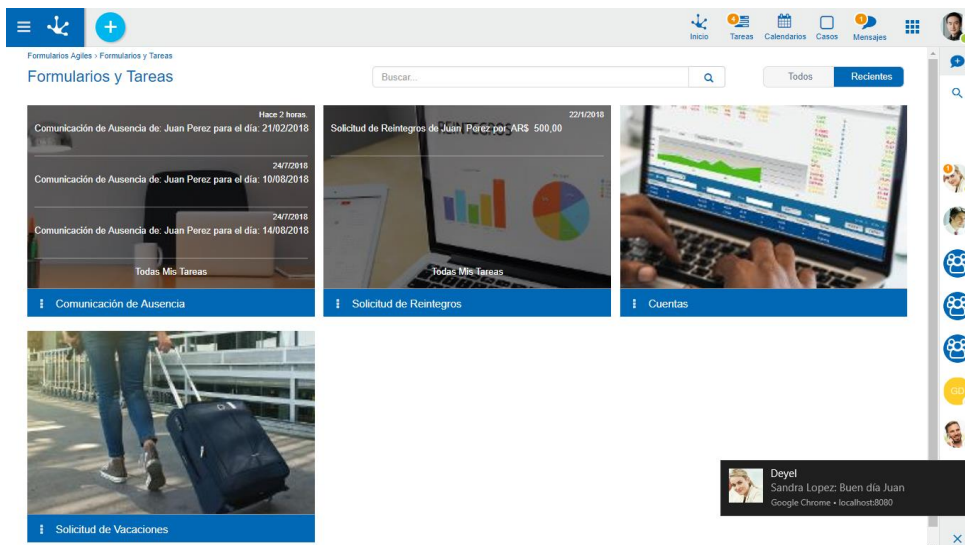 4
1
Inicio
Tareas
Calendarios
Casos
Mensajes
Formularios Agiles > Formularios y Tareas
Formularios y Tareas
Buscar...
Todos
Recientes
Hace 2 horas.
Comunicación de Ausencia de: Juan Perez para el día: 21/02/2018
24/7/2018
Comunicación de Ausencia de: Juan Perez para el día: 10/08/2018
24/7/2018
Comunicación de Ausencia de: Juan Perez para el día: 14/08/2018
Todas Mis Tareas
Comunicación de Ausencia
22/1/2018
Solicitud de Reintegros de Juan Perez por AR$ 500,00
REINTEGROS
Todas Mis Tareas
Solicitud de Reintegros
Cuentas
Solicitud de Vacaciones
1
GD
Deyel
Sandra Lopez: Buen día Juan
Google Chrome • localhost:8080